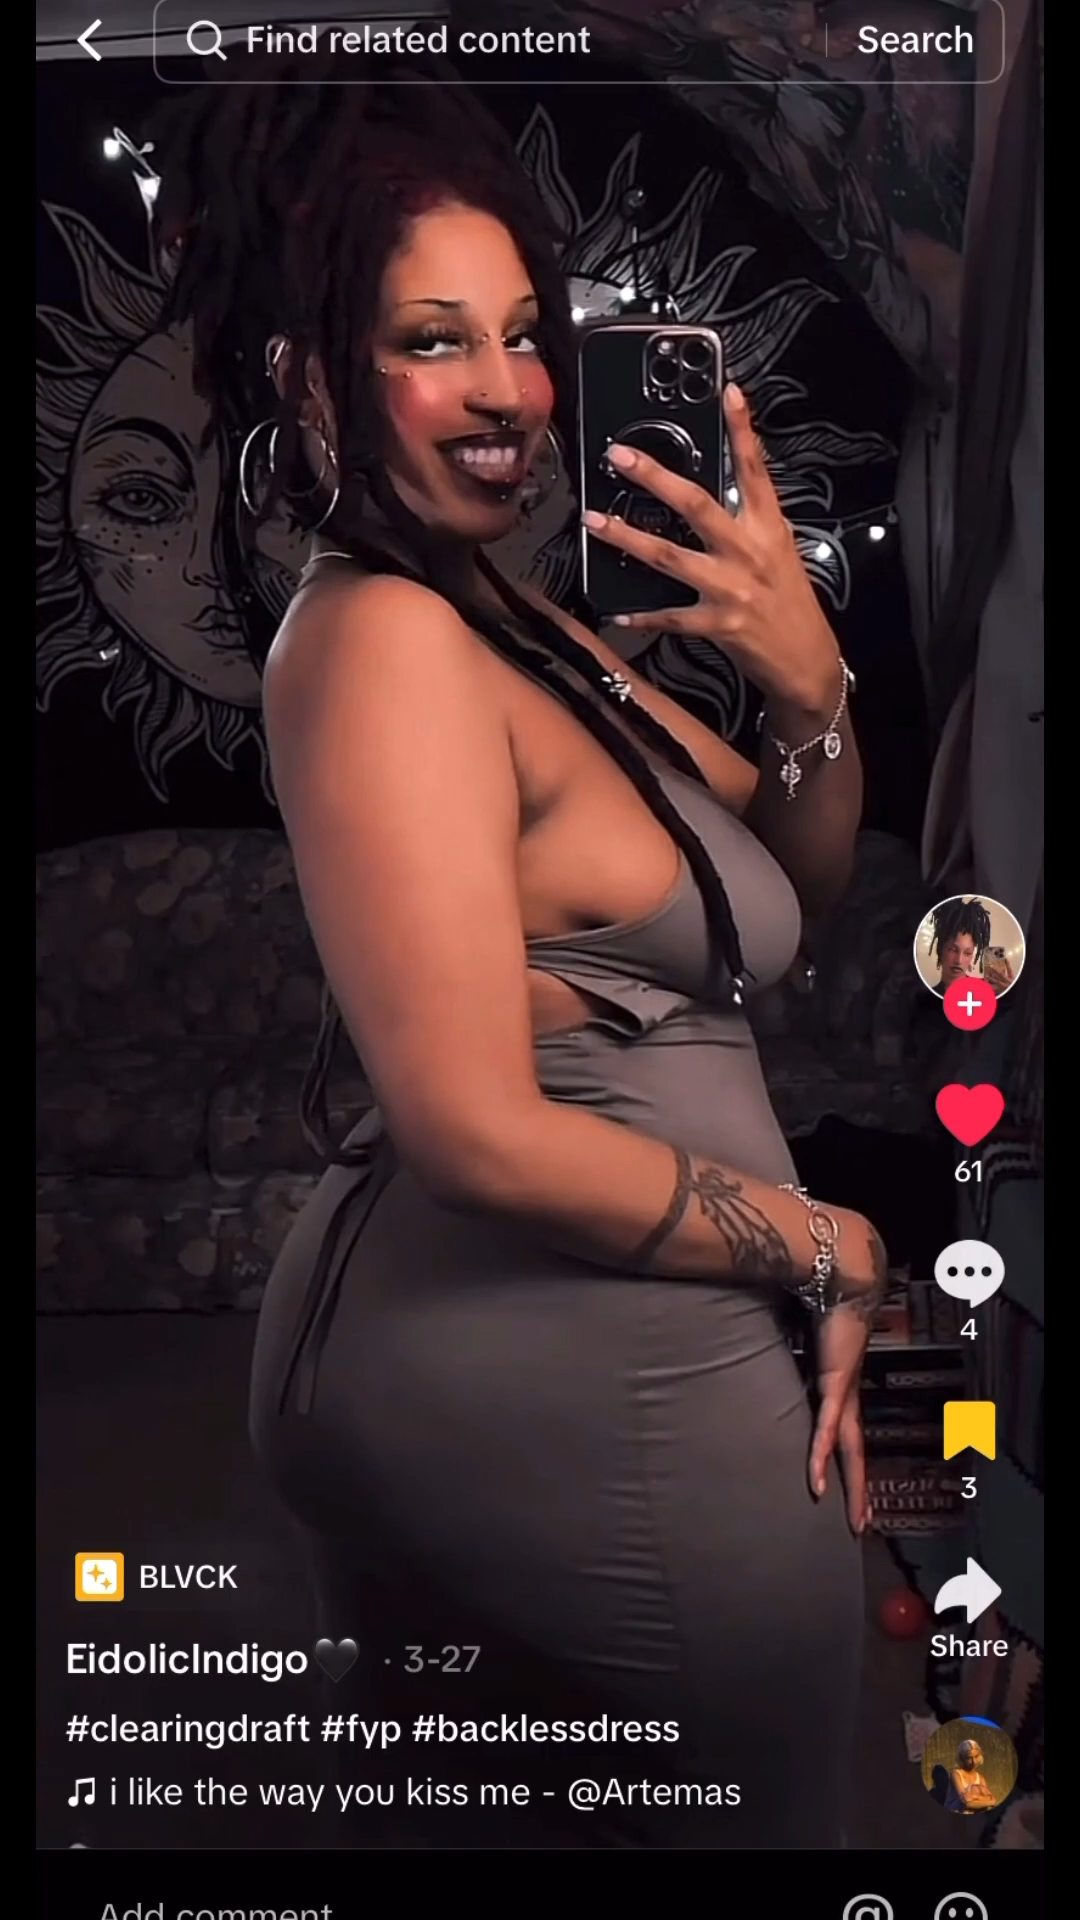 Find related content
Search
61
4
3
BLVCK
EidolicIndigo🖤 · 3-27
Share
#clearingdraft #fyp #backlessdress
i like the way you kiss me - @Artemas
Add comment
@